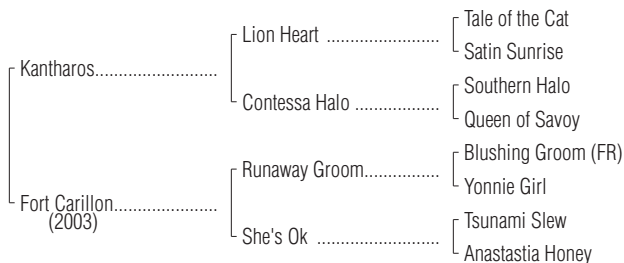 Tale of the Cat
Lion Heart ........................
Satin Sunrise
Kantharos..........................
Southern Halo
Contessa Halo ..................
Queen of Savoy
Blushing Groom (FR)
Runaway Groom................
Yonnie Girl
Fort Carillon......................
(2003)
Tsunami Slew
She's Ok ..........................
Anastastia Honey